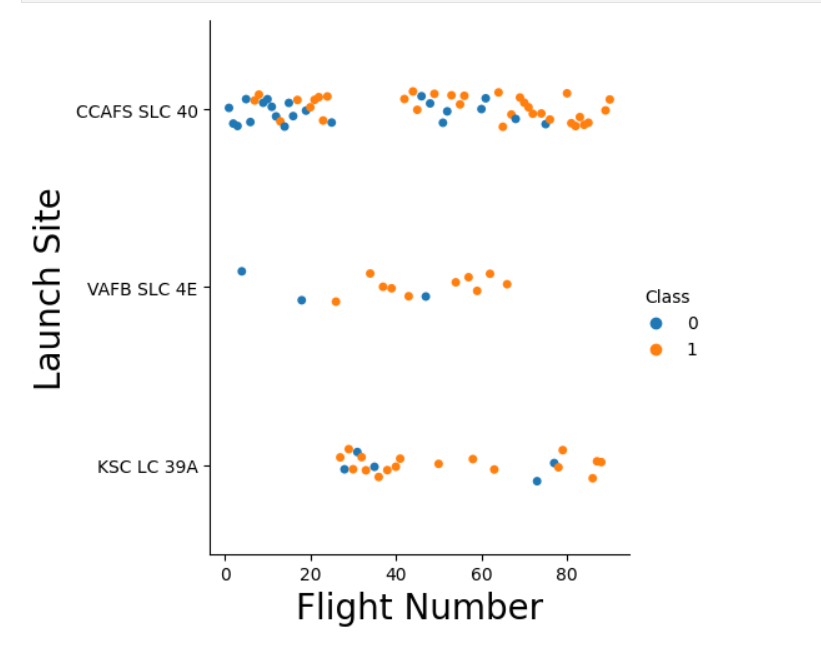 CCAFS SLC 40
VAFB SLC 4E
KSC LC 39A
Launch Site
0 20 40 60 80
Flight Number
Class
0
1